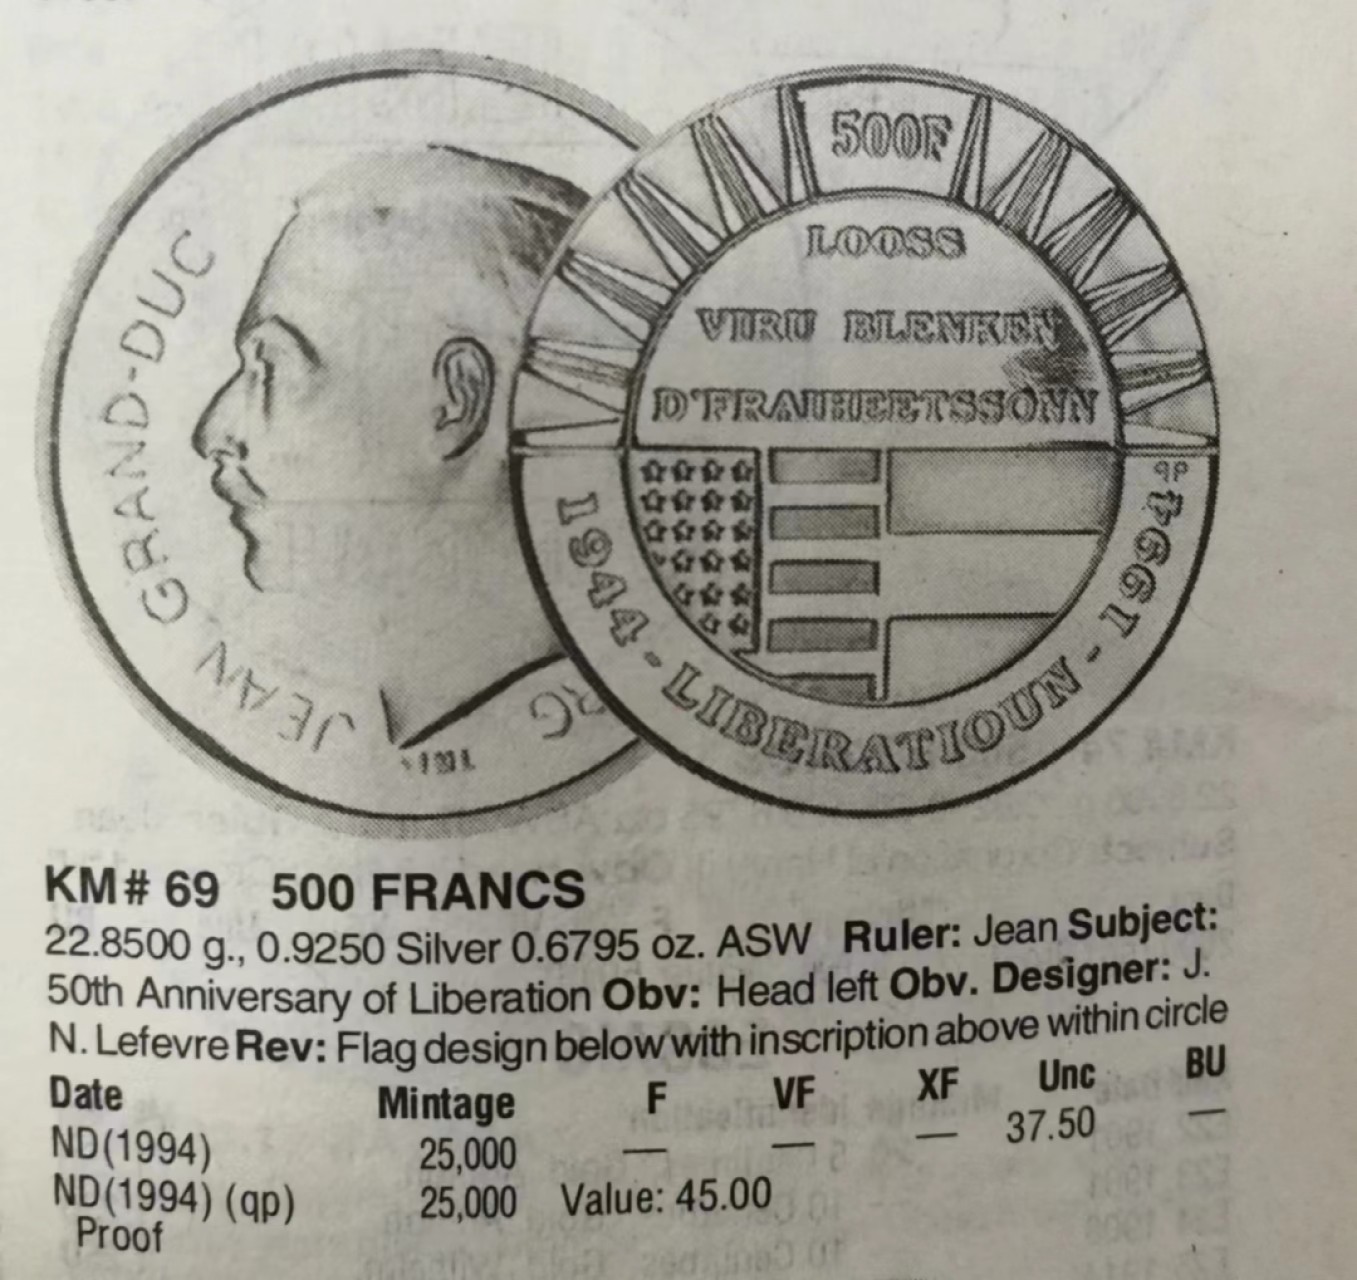 GRAND-DUC
JEAN
RG
500F
LOOSS
VIRU BLENKEN
D'FRAIHEETSSONN
qp
1944 - LIBERATIOUN - 1994
KM# 69 500 FRANCS
22.8500 g., 0.9250 Silver 0.6795 oz. ASW Ruler: Jean Subject:
50th Anniversary of Liberation Obv: Head left Obv. Designer: J.
N. Lefevre Rev: Flag design below with inscription above within circle
Date Mintage F VF XF Unc BU
ND(1994) 25,000 — — — 37.50 —
ND(1994) (qp) 25,000 Value: 45.00
Proof